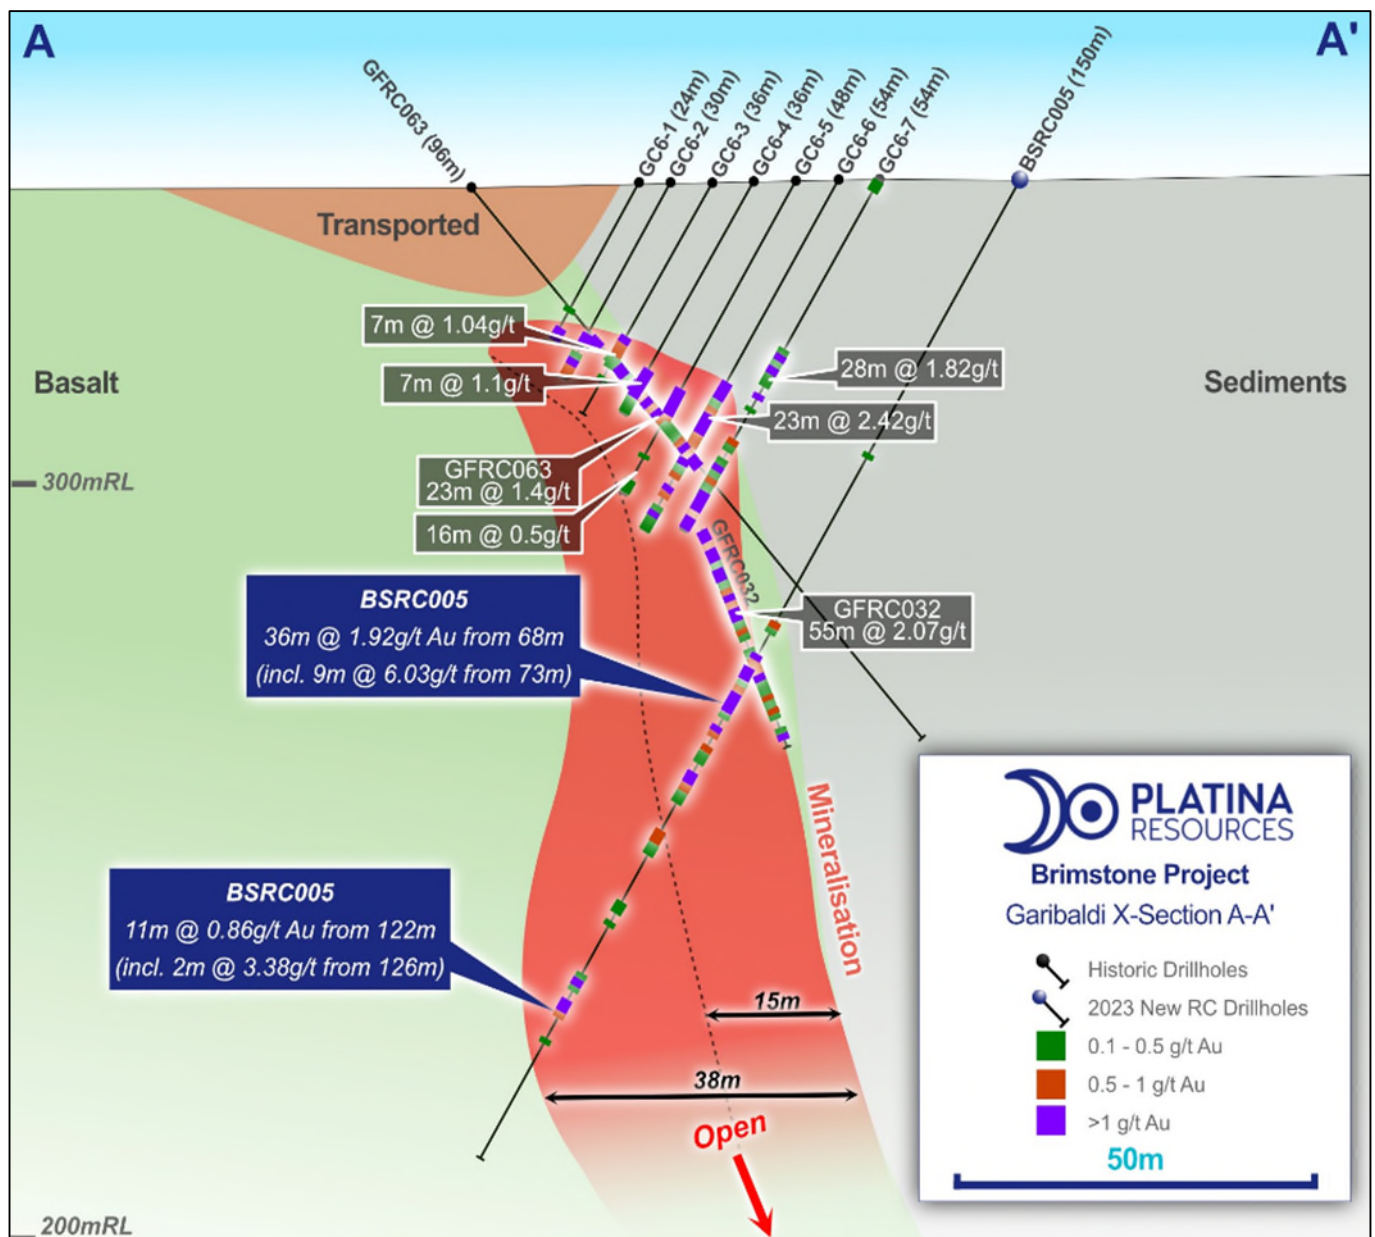 A
A'
GFRC063 (96m)
GC6-1 (24m)
GC6-2 (30m)
GC6-3 (36m)
GC6-4 (36m)
GC6-5 (48m)
GC6-6 (54m)
GC6-7 (54m)
BSRC005 (150m)
Transported
7m @ 1.04g/t
Basalt
7m @ 1.1g/t
28m @ 1.82g/t
Sediments
23m @ 2.42g/t
300mRL
GFRC063
23m @ 1.4g/t
16m @ 0.5g/t
GFRC032
BSRC005
36m @ 1.92g/t Au from 68m
(incl. 9m @ 6.03g/t from 73m)
GFRC032
55m @ 2.07g/t
Mineralisation
BSRC005
11m @ 0.86g/t Au from 122m
(incl. 2m @ 3.38g/t from 126m)
15m
38m
Open
200mRL
PLATINA
RESOURCES
Brimstone Project
Garibaldi X-Section A-A'
Historic Drillholes
2023 New RC Drillholes
0.1 - 0.5 g/t Au
0.5 - 1 g/t Au
>1 g/t Au
50m